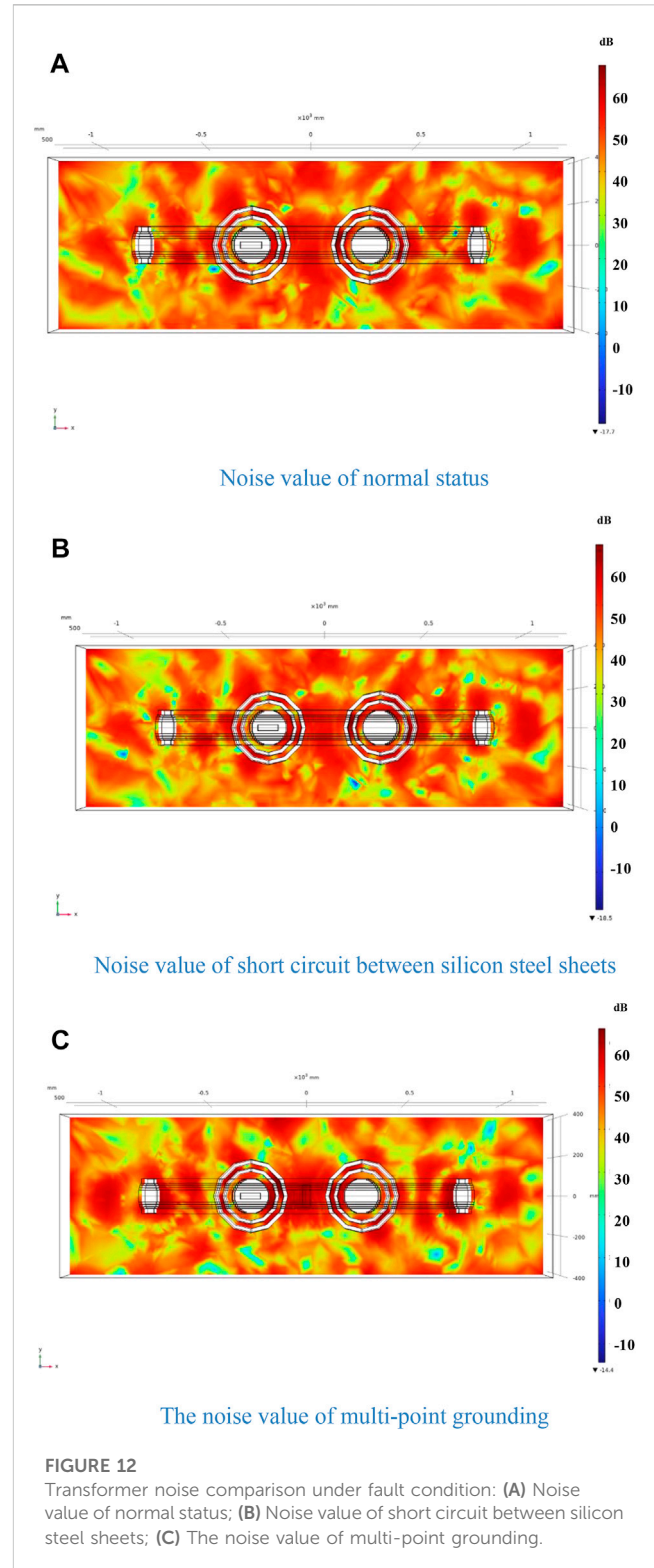 A
dB
×10³ mm
mm
-1
-0.5
0
0.5
1
500
60
50
40
30
20
10
0
-10
▼ -17.7
y
x
Noise value of normal status
B
dB
×10³ mm
mm
-1
-0.5
0
0.5
1
500
60
50
40
30
20
10
0
-10
▼ -18.5
y
x
Noise value of short circuit between silicon steel sheets
C
dB
×10³ mm
mm
-1
-0.5
0
0.5
1
500
400
200
0
mm
-200
-400
60
50
40
30
20
10
0
-10
▼ -14.4
y
x
The noise value of multi-point grounding
FIGURE 12
Transformer noise comparison under fault condition: (A) Noise
value of normal status; (B) Noise value of short circuit between silicon
steel sheets; (C) The noise value of multi-point grounding.